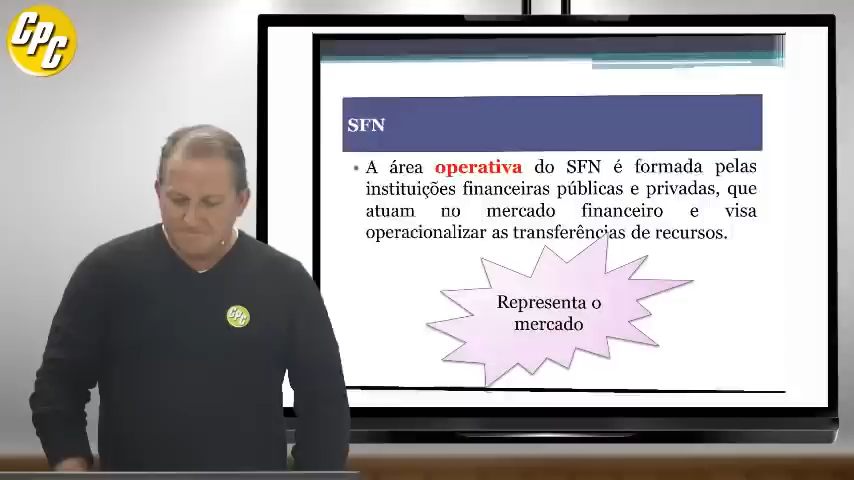 CPC
SFN
• A área operativa do SFN é formada pelas
instituições financeiras públicas e privadas, que
atuam no mercado financeiro e visa
operacionalizar as transferências de recursos.
Representa o
mercado
CPC